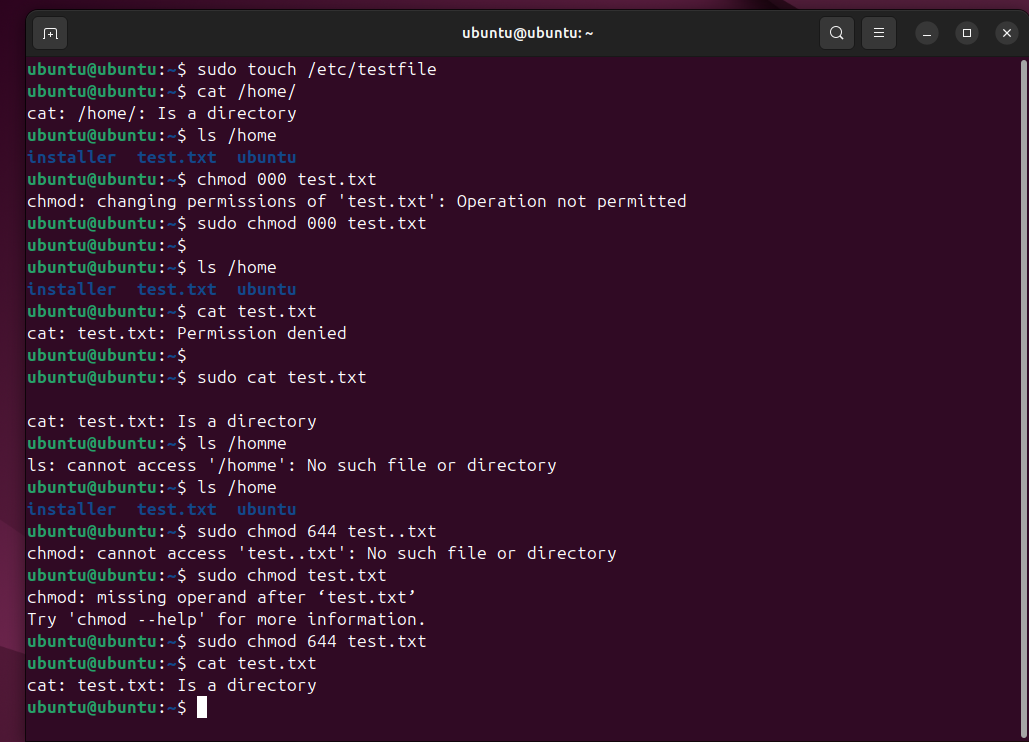 ubuntu@ubuntu: ~
ubuntu@ubuntu:~$ sudo touch /etc/testfile
ubuntu@ubuntu:~$ cat /home/
cat: /home/: Is a directory
ubuntu@ubuntu:~$ ls /home
installer  test.txt  ubuntu
ubuntu@ubuntu:~$ chmod 000 test.txt
chmod: changing permissions of 'test.txt': Operation not permitted
ubuntu@ubuntu:~$ sudo chmod 000 test.txt
ubuntu@ubuntu:~$
ubuntu@ubuntu:~$ ls /home
installer  test.txt  ubuntu
ubuntu@ubuntu:~$ cat test.txt
cat: test.txt: Permission denied
ubuntu@ubuntu:~$
ubuntu@ubuntu:~$ sudo cat test.txt
cat: test.txt: Is a directory
ubuntu@ubuntu:~$ ls /homme
ls: cannot access '/homme': No such file or directory
ubuntu@ubuntu:~$ ls /home
installer  test.txt  ubuntu
ubuntu@ubuntu:~$ sudo chmod 644 test..txt
chmod: cannot access 'test..txt': No such file or directory
ubuntu@ubuntu:~$ sudo chmod test.txt
chmod: missing operand after ‘test.txt’
Try 'chmod --help' for more information.
ubuntu@ubuntu:~$ sudo chmod 644 test.txt
ubuntu@ubuntu:~$ cat test.txt
cat: test.txt: Is a directory
ubuntu@ubuntu:~$